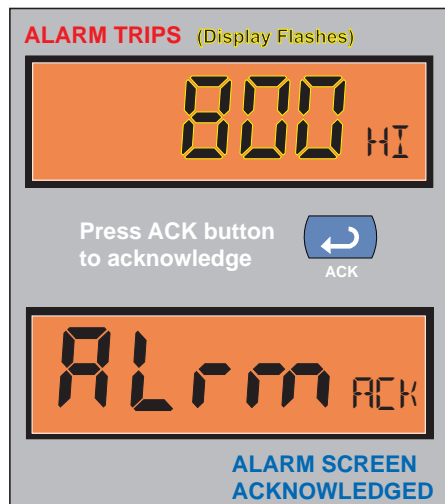 ALARM TRIPS (Display Flashes)
800 HI
Press ACK button
to acknowledge
ACK
ALrm ACK
ALARM SCREEN
ACKNOWLEDGED